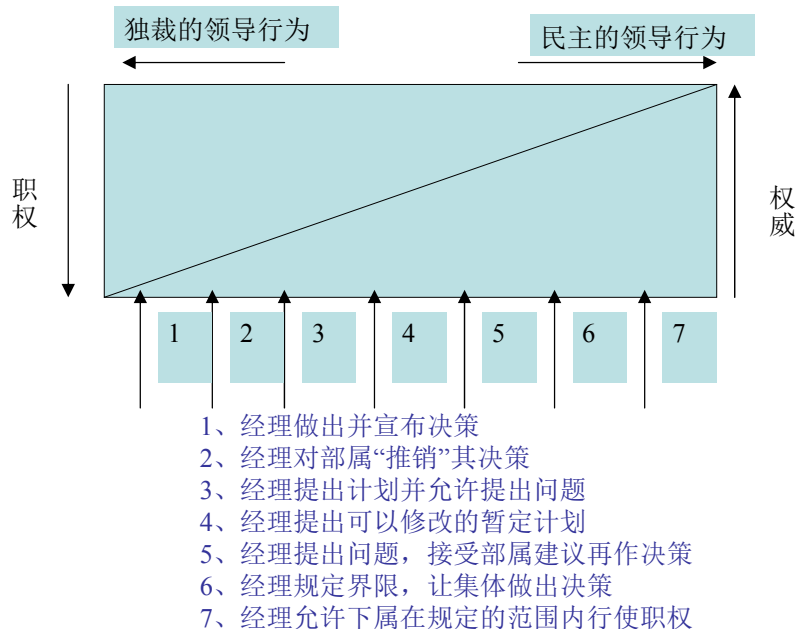 独裁的领导行为
民主的领导行为
职权
权威
1
2
3
4
5
6
7
1、经理做出并宣布决策
2、经理对部属“推销”其决策
3、经理提出计划并允许提出问题
4、经理提出可以修改的暂定计划
5、经理提出问题，接受部属建议再作决策
6、经理规定界限，让集体做出决策
7、经理允许下属在规定的范围内行使职权